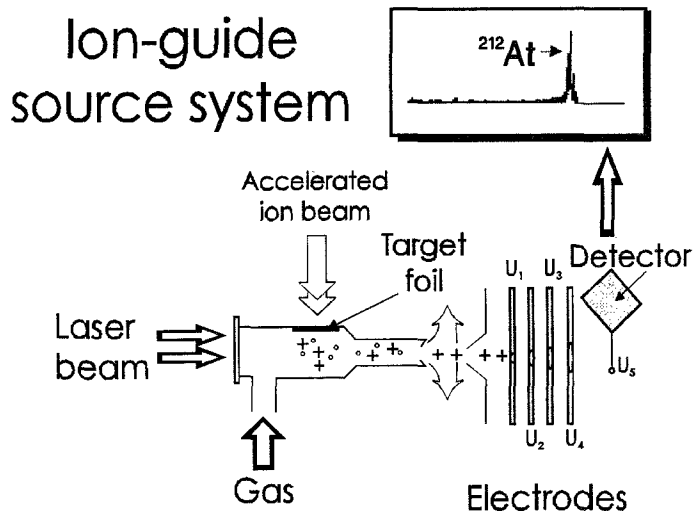 Ion-guide
source system
²¹²At
Accelerated
ion beam
Target
foil
Detector
U₁ U₃
Laser
beam
U₅
U₂ U₄
Gas
Electrodes